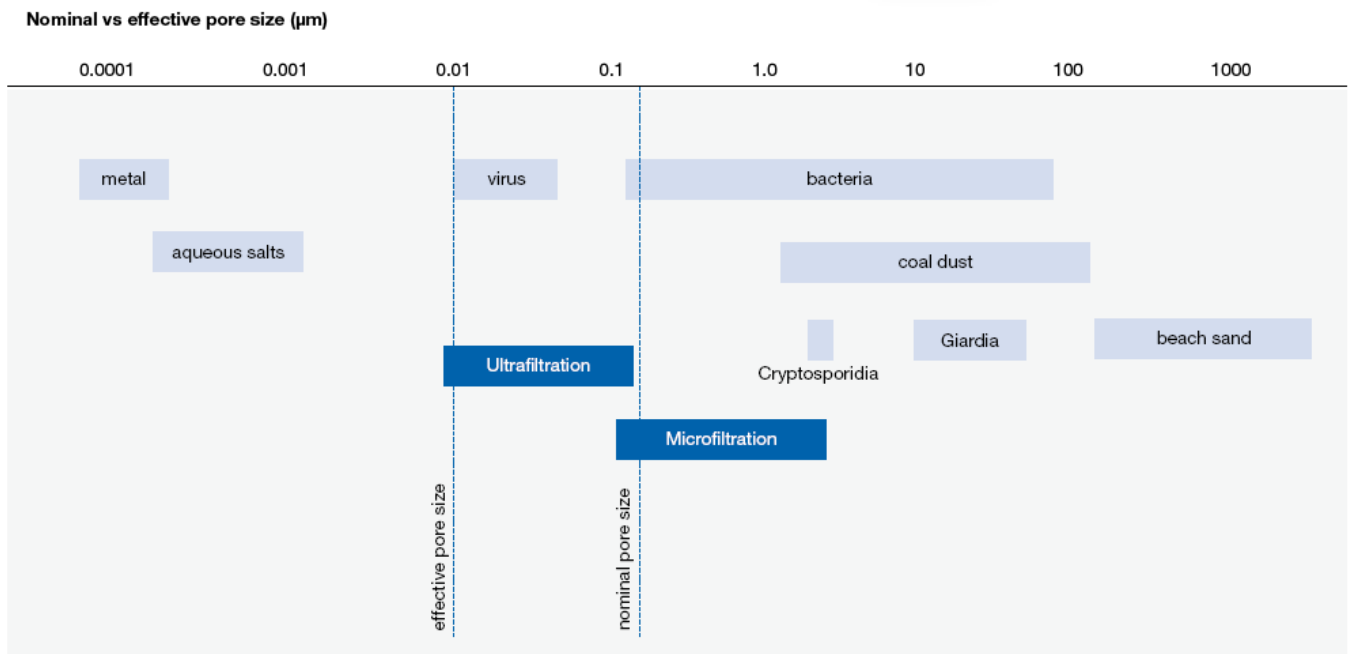 Nominal vs effective pore size (µm)
0.0001 0.001 0.01 0.1 1.0 10 100 1000
metal virus bacteria
aqueous salts coal dust
Giardia beach sand
Ultrafiltration Cryptosporidia
Microfiltration
effective pore size
nominal pore size